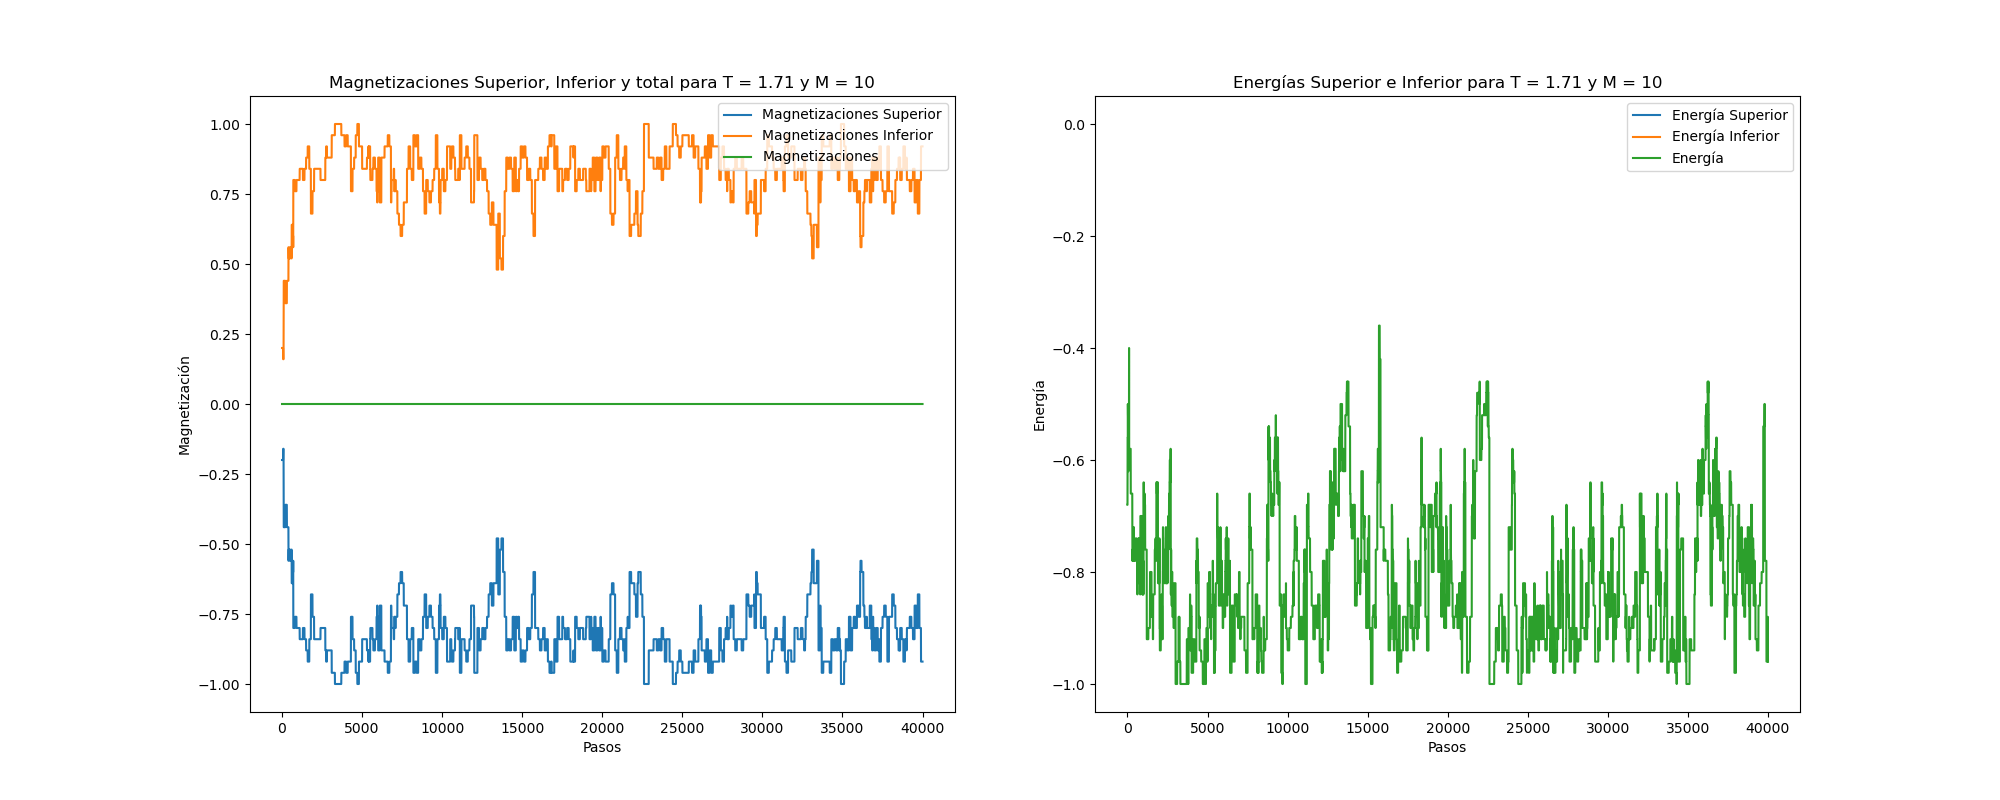 Magnetizaciones Superior, Inferior y total para T = 1.71 y M = 10
Magnetizaciones Superior
Magnetizaciones Inferior
Magnetizaciones
1.00
0.75
0.50
0.25
0.00
−0.25
−0.50
−0.75
−1.00
Magnetización
0 5000 10000 15000 20000 25000 30000 35000 40000
Pasos
Energías Superior e Inferior para T = 1.71 y M = 10
Energía Superior
Energía Inferior
Energía
0.0
−0.2
−0.4
−0.6
−0.8
−1.0
Energía
0 5000 10000 15000 20000 25000 30000 35000 40000
Pasos